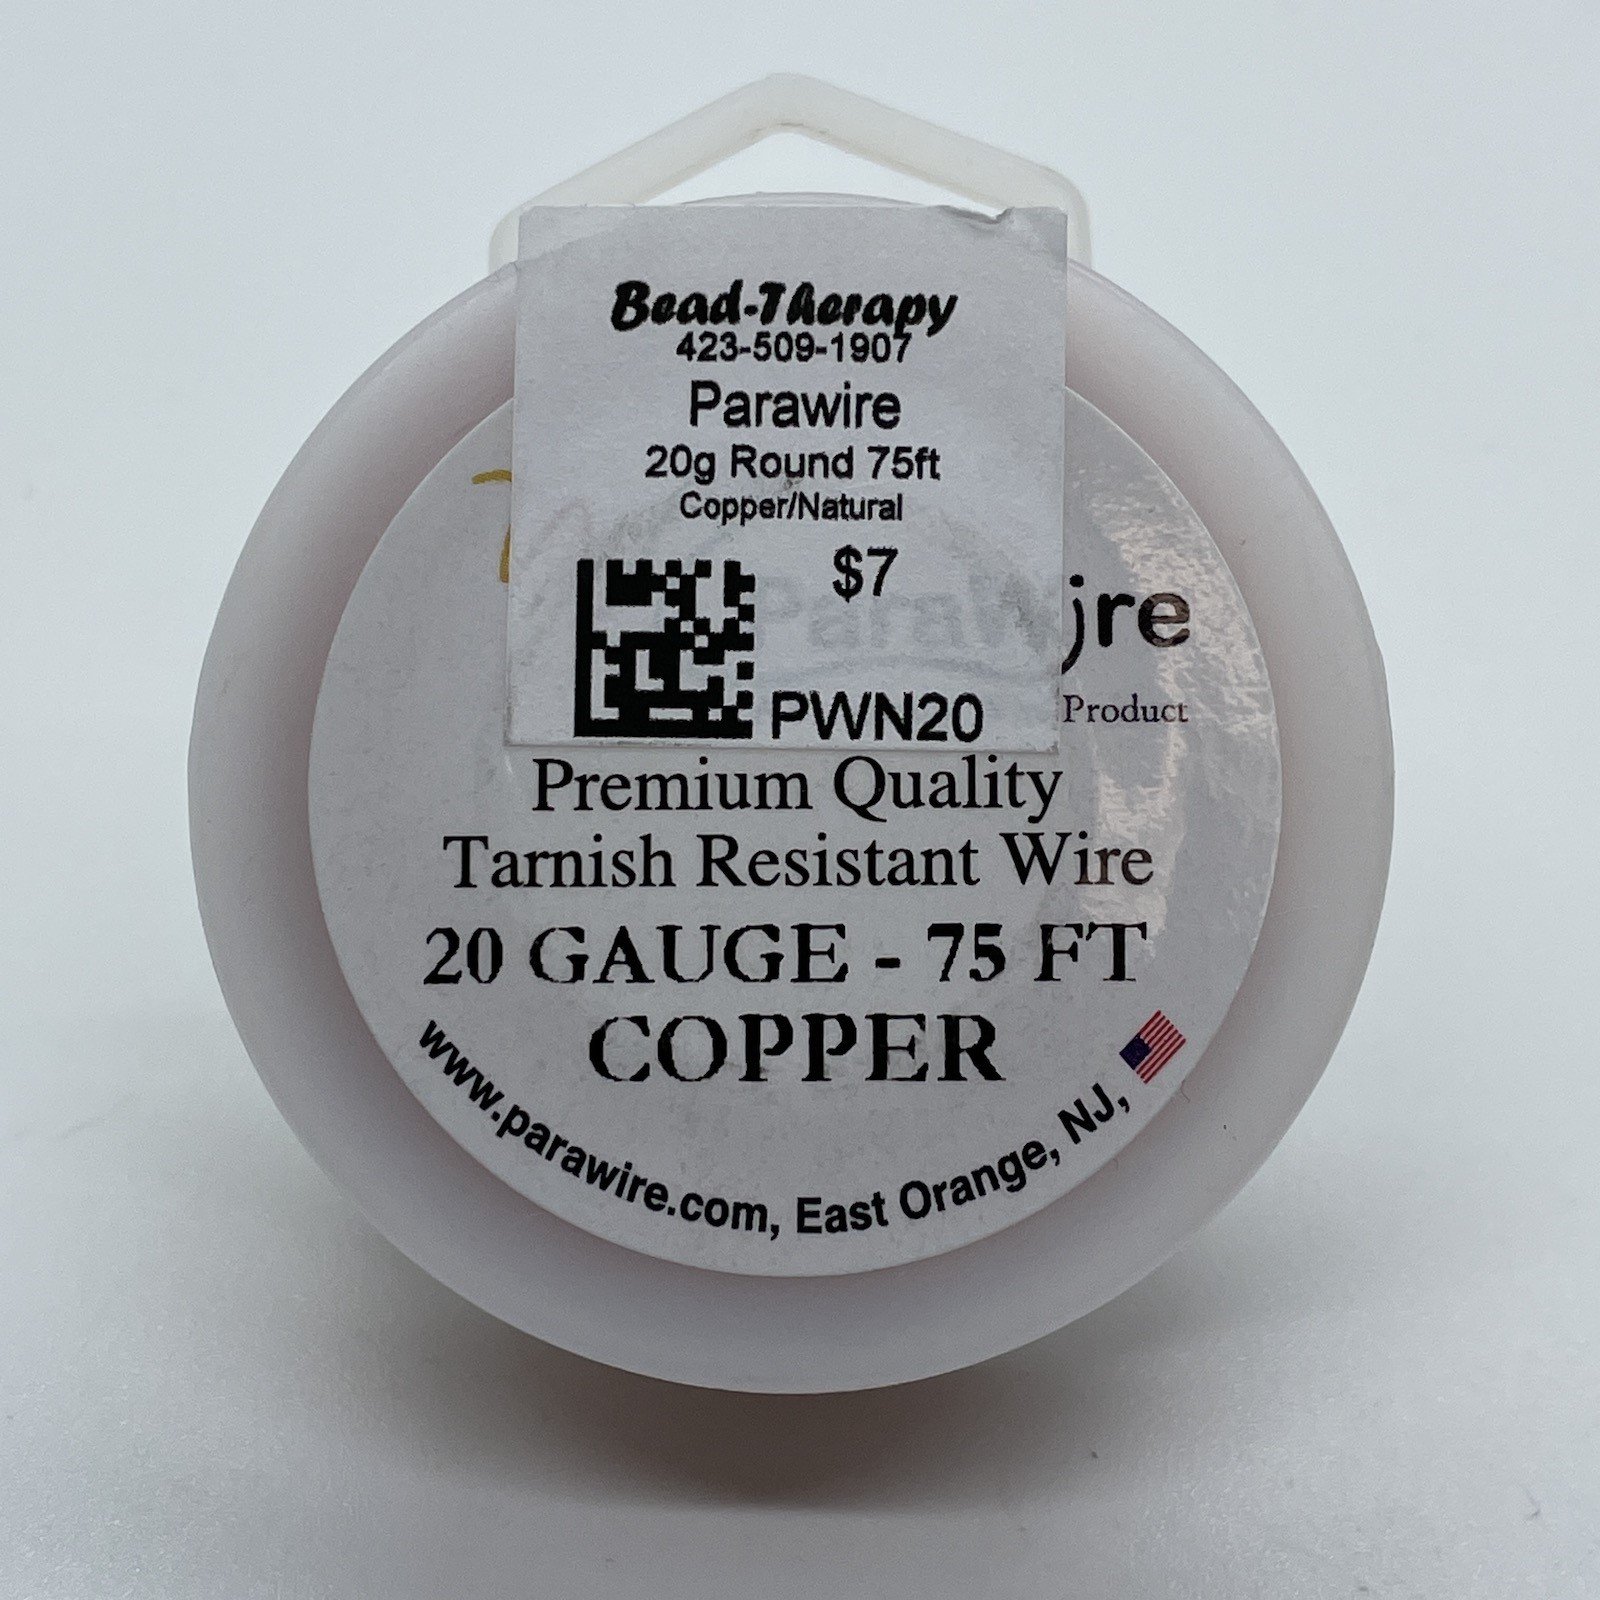 Bead-Therapy
423-509-1907
Parawire
20g Round 75ft
Copper/Natural
$7
PWN20
ire
Product
Premium Quality
Tarnish Resistant Wire
20 GAUGE - 75 FT
COPPER
www.parawire.com, East Orange, NJ,